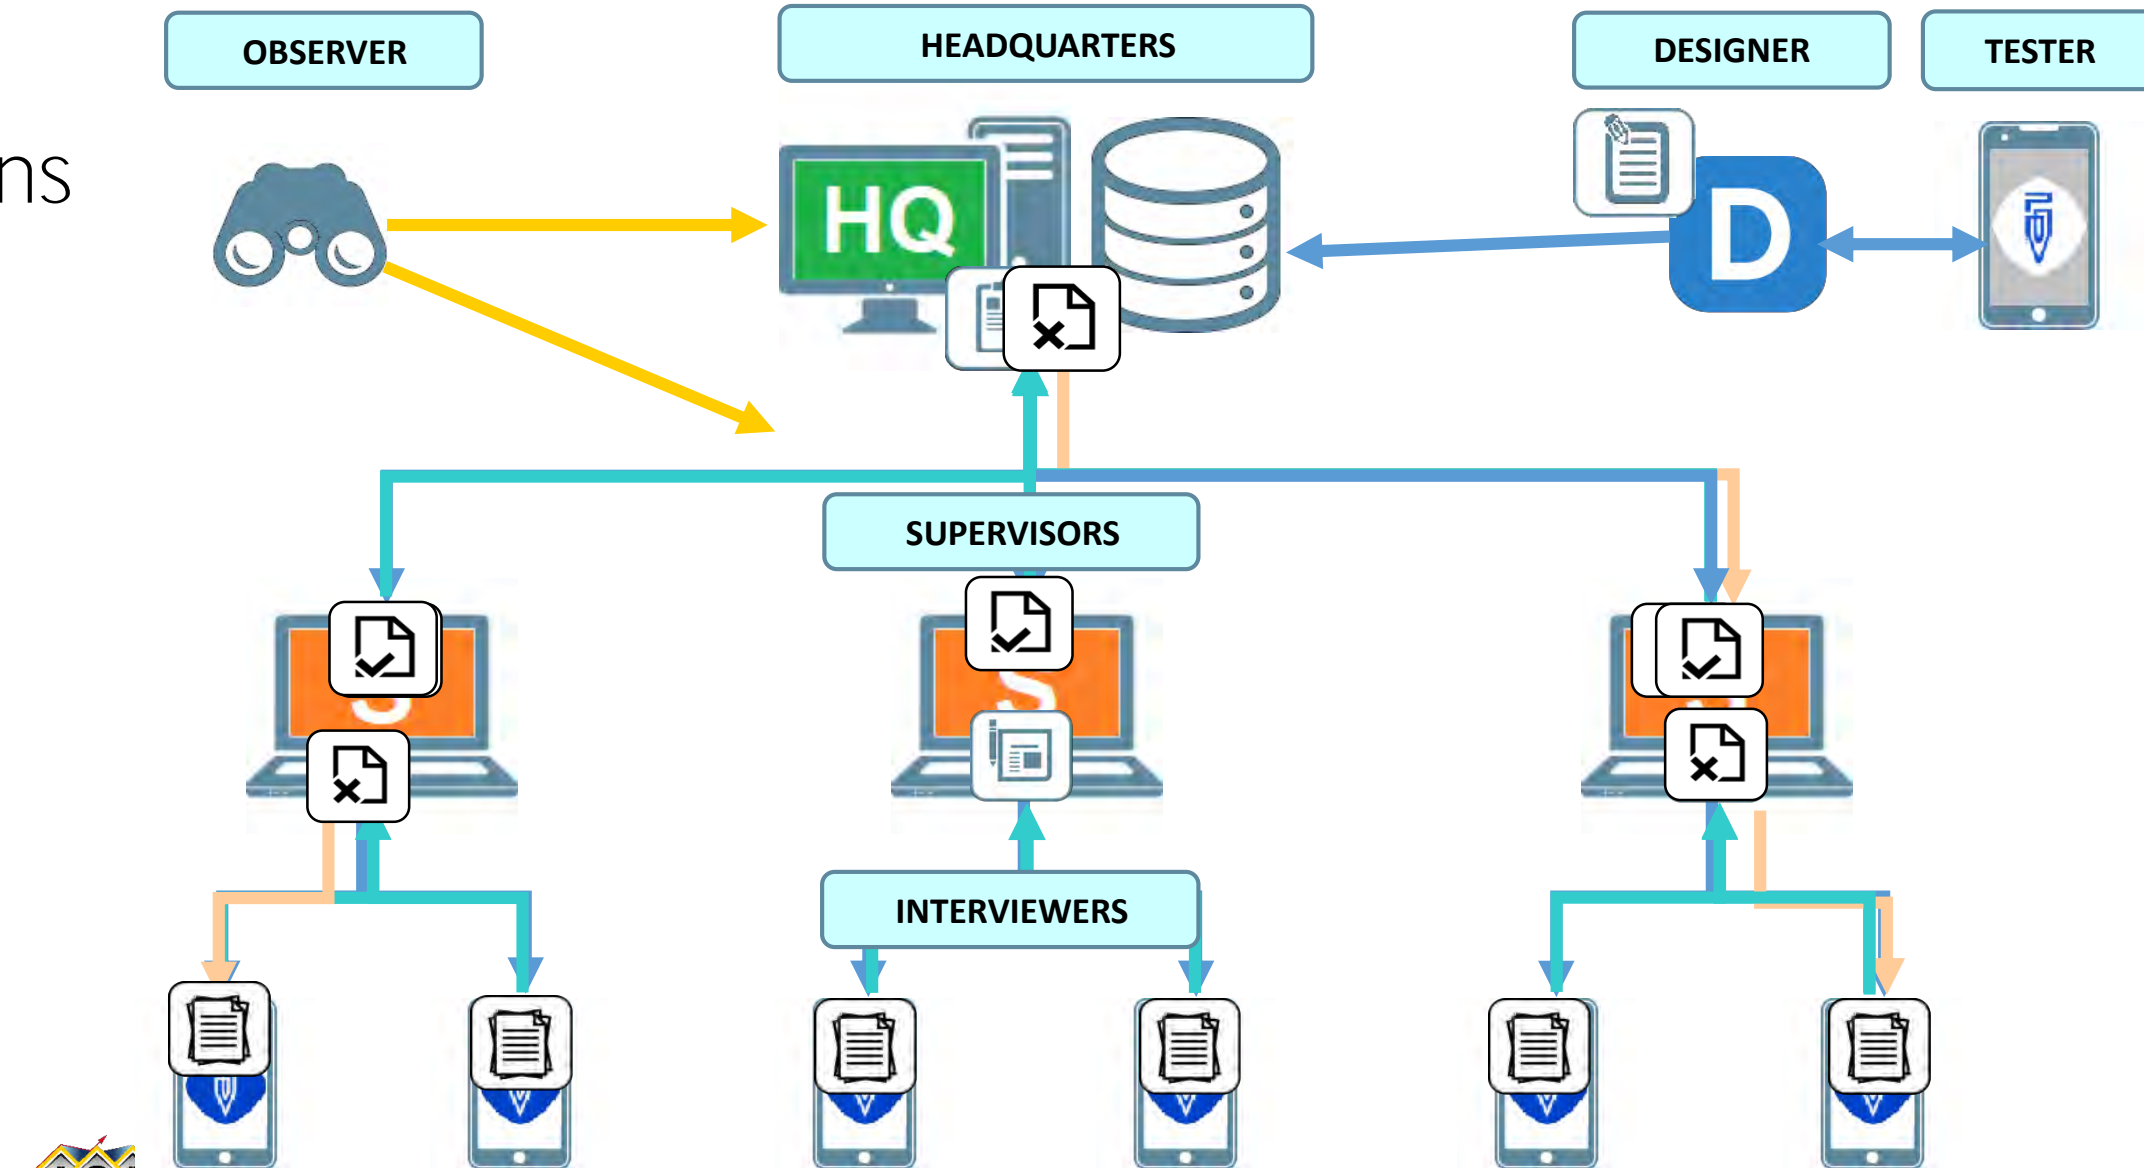 OBSERVER
HEADQUARTERS
DESIGNER
TESTER
ns
HQ
D
SUPERVISORS
S
INTERVIEWERS